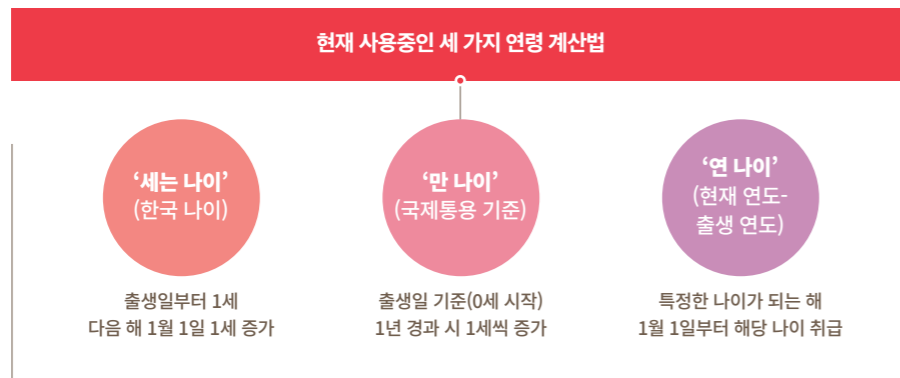 현재 사용중인 세 가지 연령 계산법
‘세는 나이’
(한국 나이)
출생일부터 1세
다음 해 1월 1일 1세 증가
‘만 나이’
(국제통용 기준)
출생일 기준(0세 시작)
1년 경과 시 1세씩 증가
‘연 나이’
(현재 연도-
출생 연도)
특정한 나이가 되는 해
1월 1일부터 해당 나이 취급